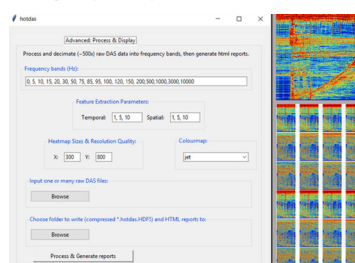 hotdas
Advanced: Process & Display
Process and decimate (~500x) raw DAS data into frequency bands, then generate html reports.
Frequency bands (Hz):
0, 5, 10, 15, 20, 30, 50, 75, 85, 95, 100, 120, 150, 200,500,1000,3000,10000
Feature Extraction Parameters:
Temporal: 1, 5, 10 Spatial: 1, 5, 10
Heatmap Sizes & Resolution Quality:
Colourmap:
X: 300 Y: 800
jet
Input one or many raw DAS files:
Browse
Choose folder to write (compressed *.hotdas.HDF5) and HTML reports to:
Browse
Process & Generate reports